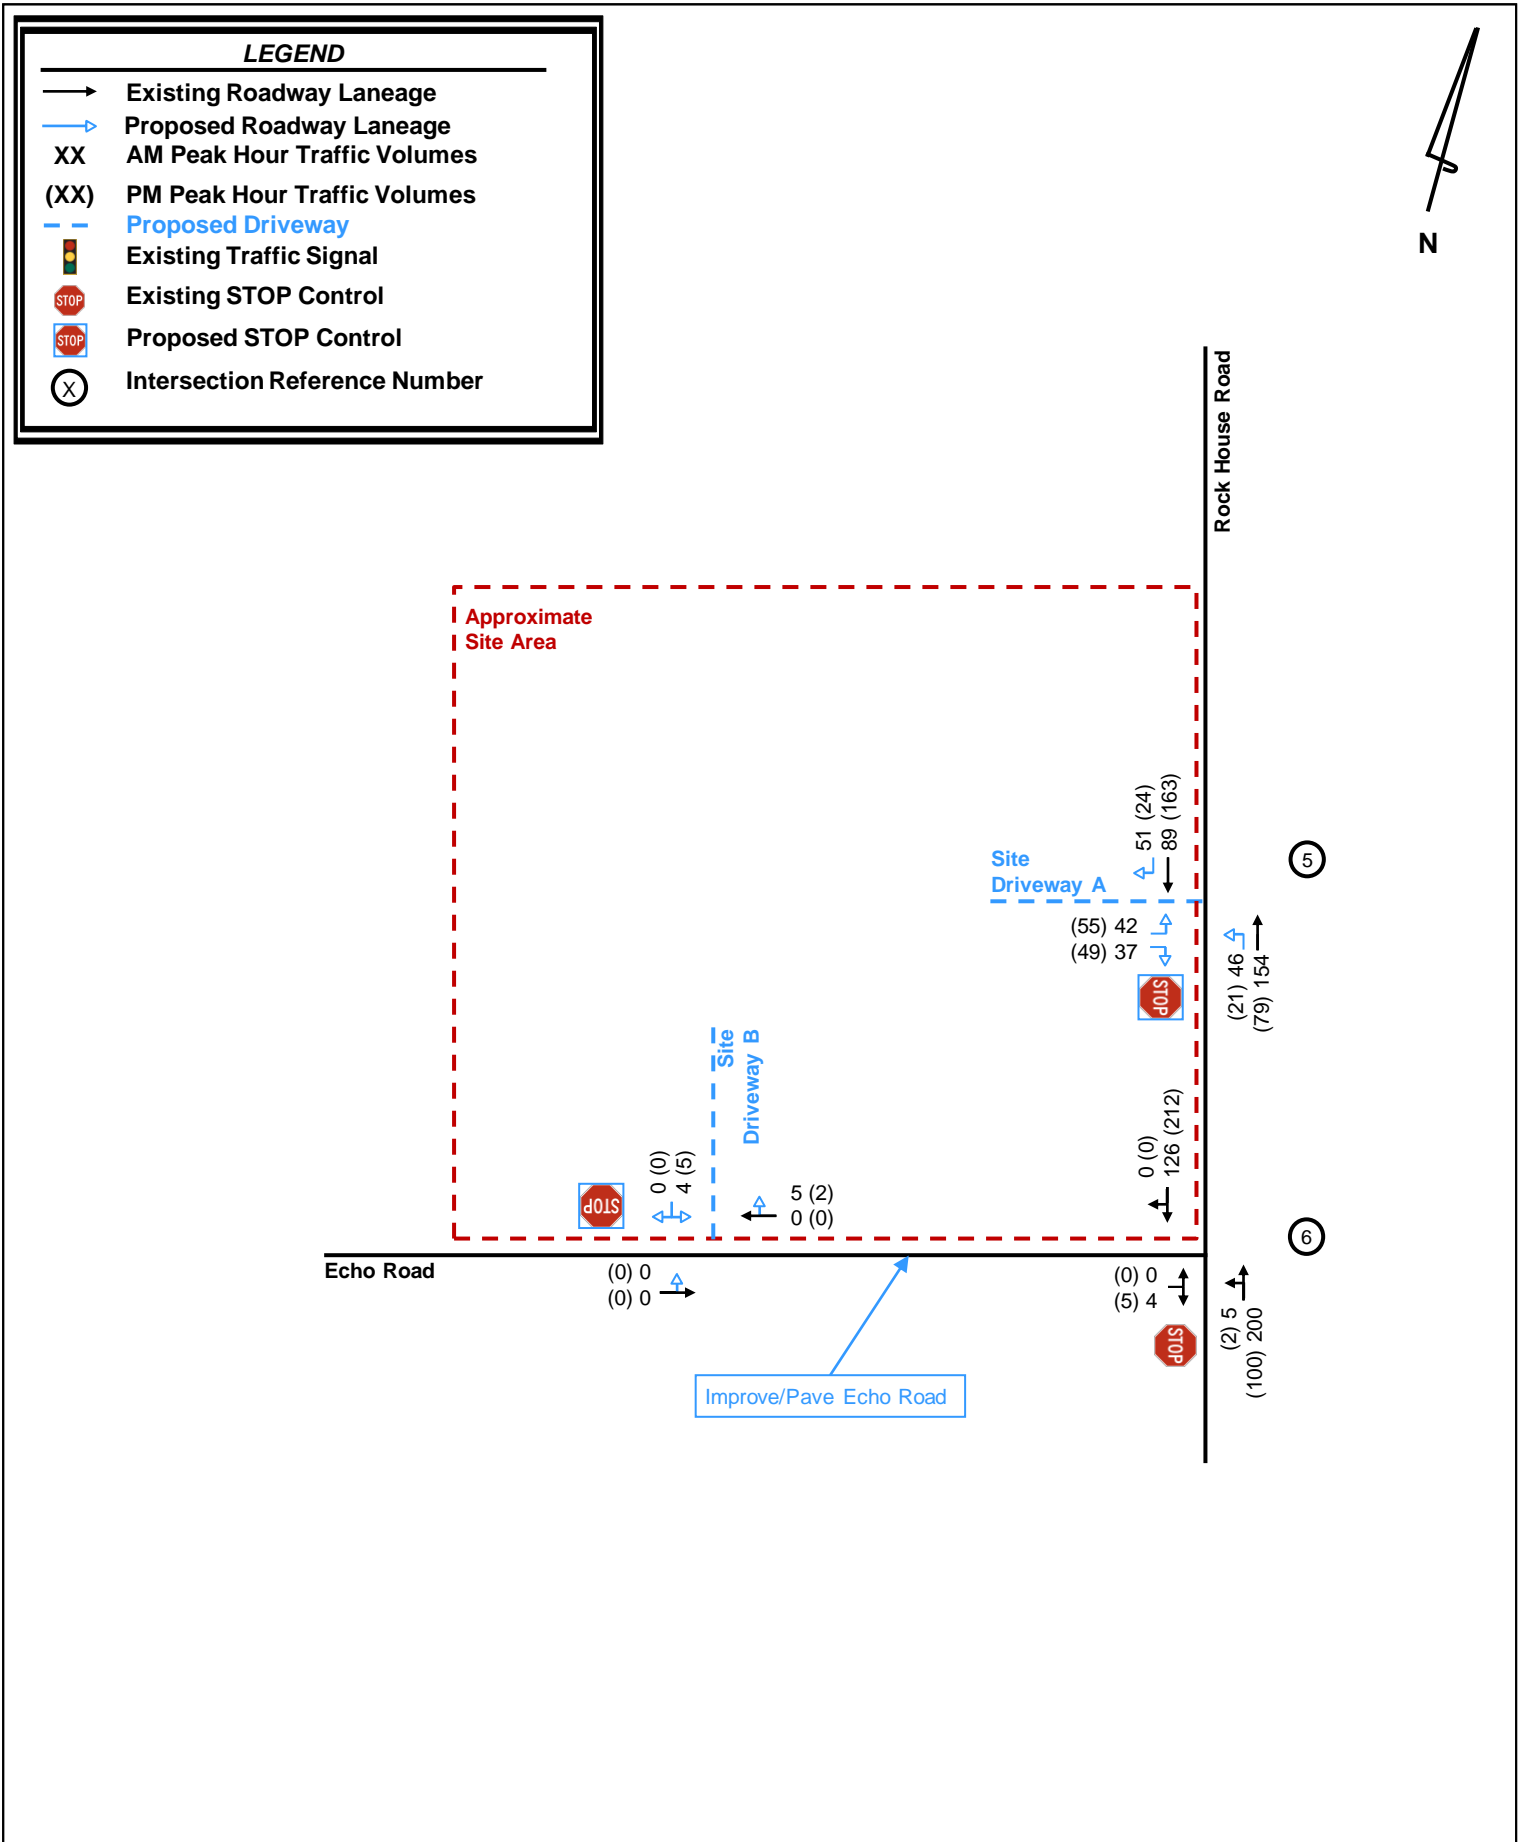 LEGEND
Existing Roadway Laneage
Proposed Roadway Laneage
XX AM Peak Hour Traffic Volumes
(XX) PM Peak Hour Traffic Volumes
Proposed Driveway
Existing Traffic Signal
STOP Existing STOP Control
STOP Proposed STOP Control
X Intersection Reference Number
N
Rock House Road
Approximate
Site Area
51 (24)
89 (163)
5
Site
Driveway A
(55) 42
(49) 37
STOP
(21) 46
(79) 154
Site
Driveway B
0 (0)
126 (212)
0 (0)
4 (5)
STOP
5 (2)
0 (0)
6
Echo Road
(0) 0
(0) 0
(0) 0
(5) 4
STOP
(2) 5
(100) 200
Improve/Pave Echo Road